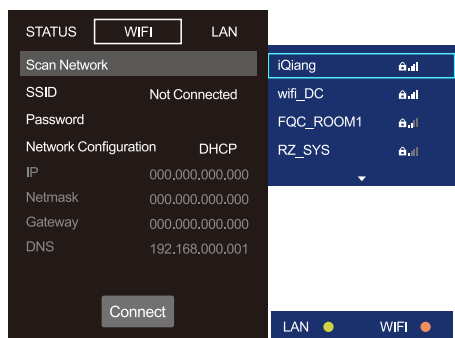 STATUS WIFI LAN
Scan Network
SSID Not Connected
Password
Network Configuration DHCP
IP 000.000.000.000
Netmask 000.000.000.000
Gateway 000.000.000.000
DNS 192.168.000.001
Connect
iQiang
wifi_DC
FQC_ROOM1
RZ_SYS
LAN WIFI